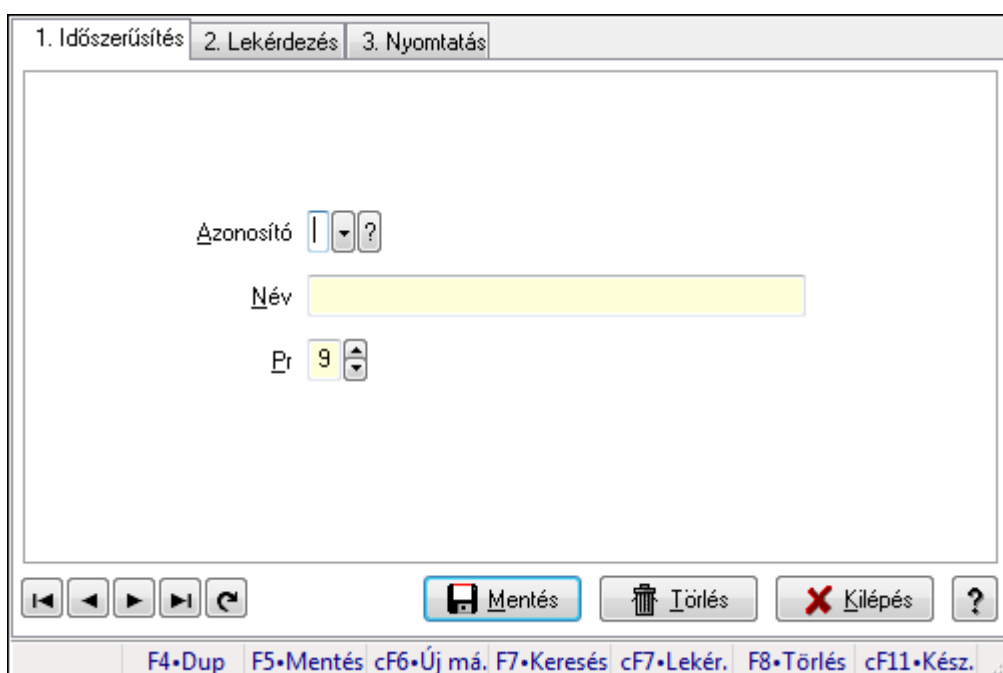 1. Időszerűsítés 2. Lekérdezés 3. Nyomtatás
Azonosító ?
Név
Pr 9
Mentés Törlés Kilépés ?
F4•Dup F5•Mentés cF6•Új má. F7•Keresés cF7•Lekér. F8•Törlés cF11•Kész.